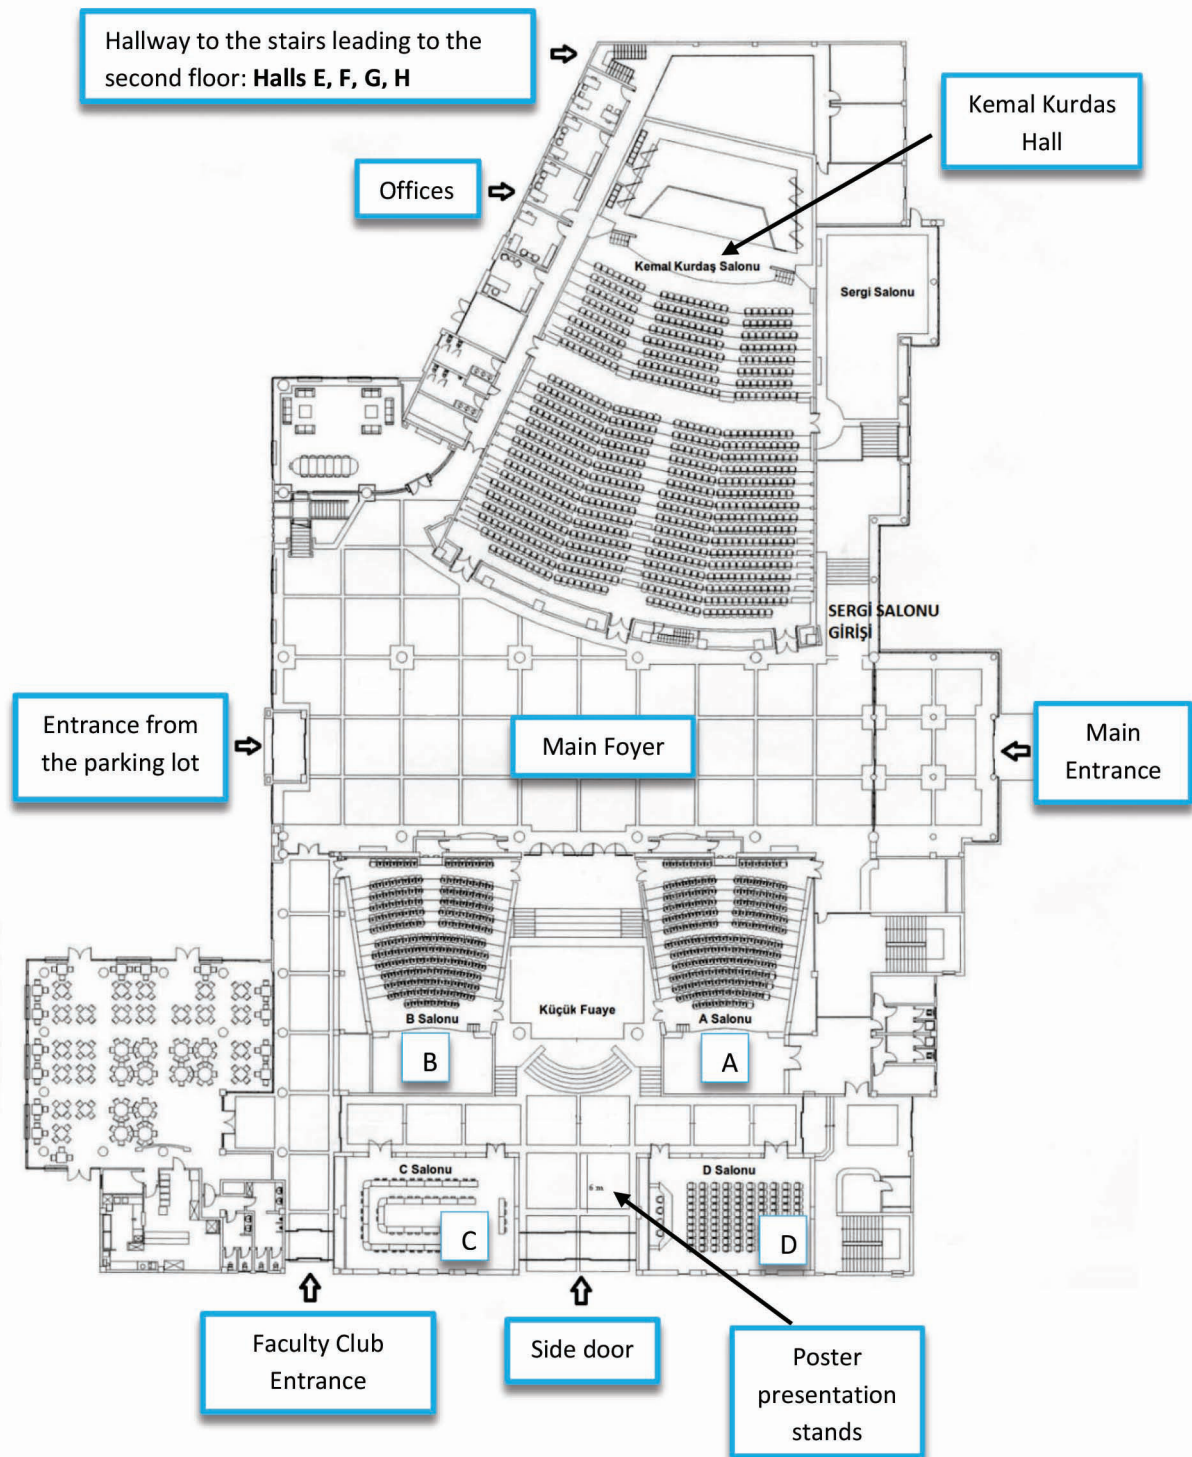 Hallway to the stairs leading to the
second floor: Halls E, F, G, H
Kemal Kurdas
Hall
Offices
Kemal Kurdaş Salonu
Sergi Salonu
SERGİ SALONU
GİRİŞİ
Entrance from
the parking lot
Main Foyer
Main
Entrance
B Salonu
Küçük Fuaye
A Salonu
B
A
C Salonu
D Salonu
6 m
C
D
Faculty Club
Entrance
Side door
Poster
presentation
stands